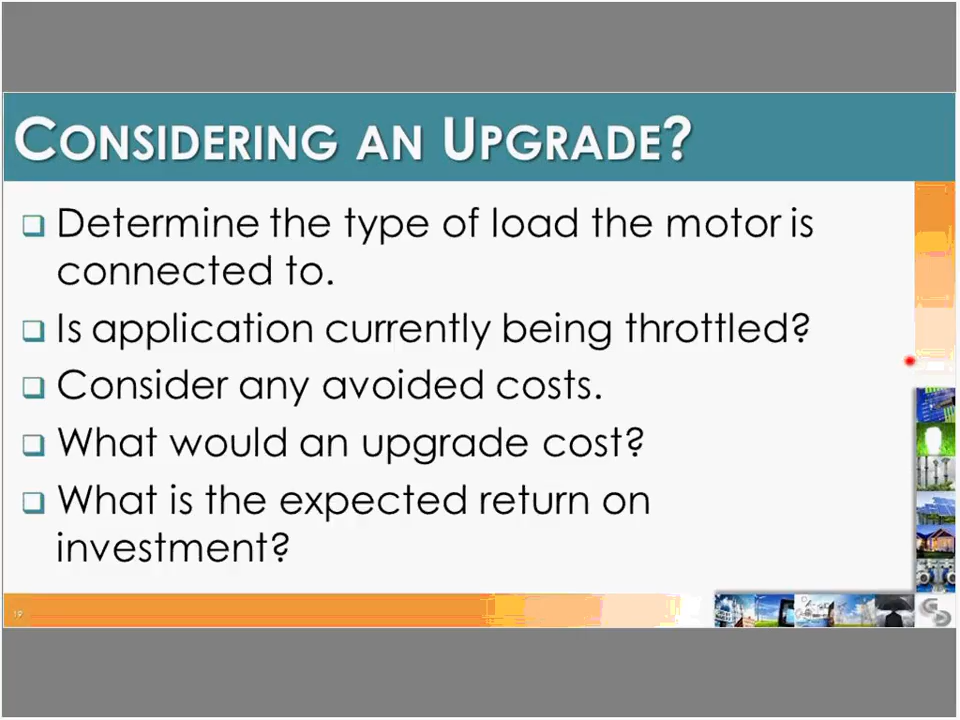 CONSIDERING AN UPGRADE?
Determine the type of load the motor is
connected to.
Is application currently being throttled?
Consider any avoided costs.
What would an upgrade cost?
What is the expected return on
investment?
19